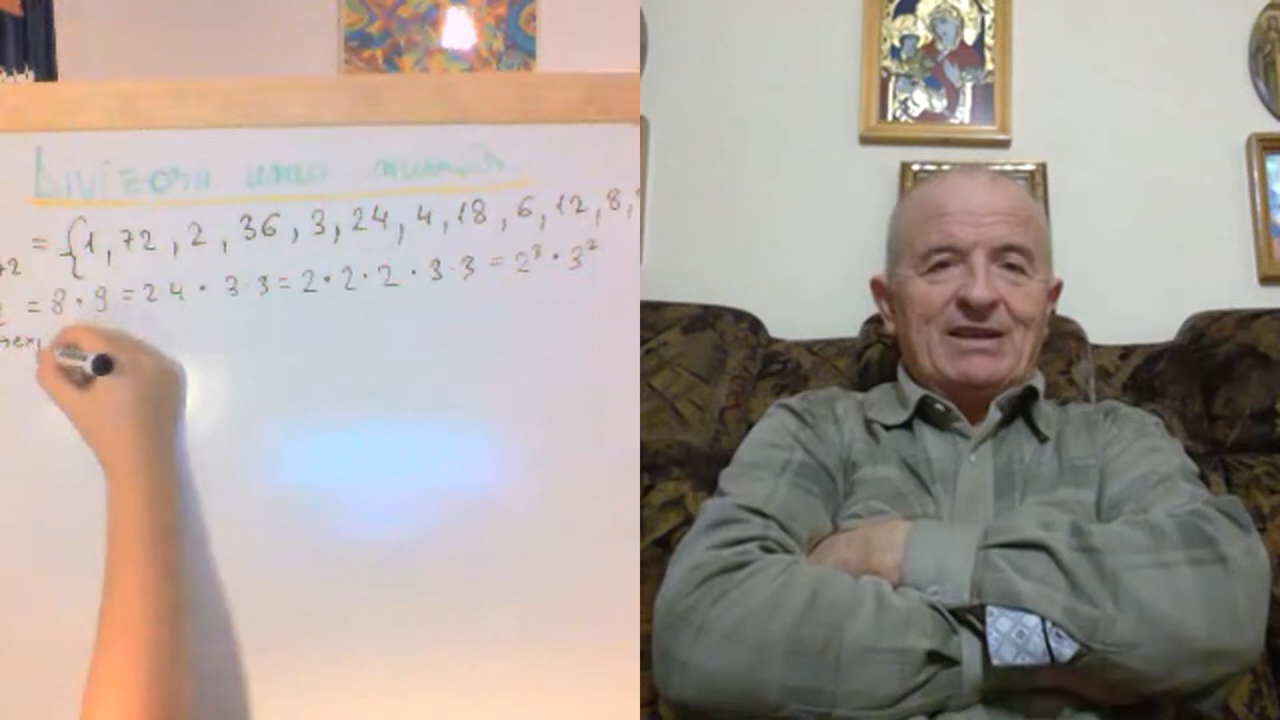 Divizorii unui număr
72 = {1, 72, 2, 36, 3, 24, 4, 18, 6, 12, 8,
= 8 · 9 = 2 4 · 3·3 = 2 · 2 · 2 · 3·3 = 2³ · 3²